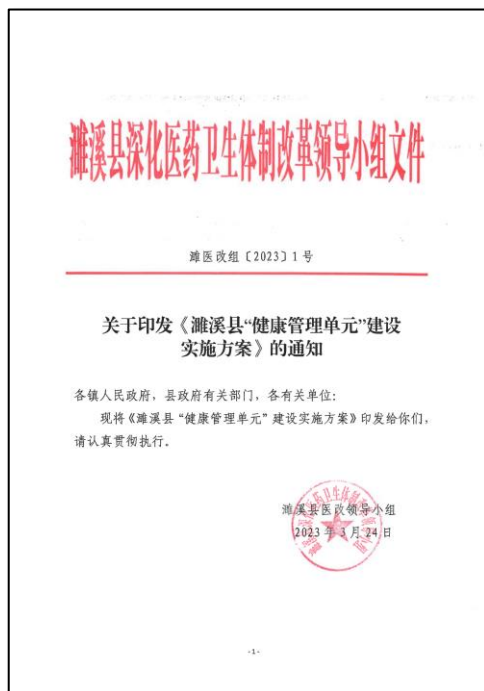 濉溪县深化医药卫生体制改革领导小组文件
濉医改组〔2023〕1号
关于印发《濉溪县“健康管理单元”建设
实施方案》的通知
各镇人民政府，县政府有关部门，各有关单位：
现将《濉溪县“健康管理单元”建设实施方案》印发给你们，
请认真贯彻执行。
濉溪县医改领导小组
2023年3月24日
-1-